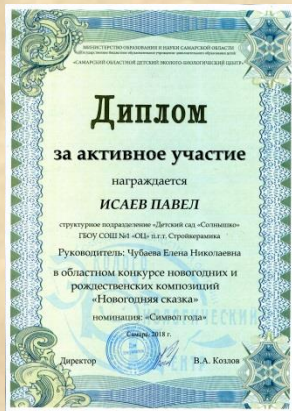 МИНИСТЕРСТВО ОБРАЗОВАНИЯ И НАУКИ САМАРСКОЙ ОБЛАСТИ
«САМАРСКИЙ ОБЛАСТНОЙ ДЕТСКИЙ ЭКОЛОГО-БИОЛОГИЧЕСКИЙ ЦЕНТР»
Диплом
за активное участие
награждается
ИСАЕВ ПАВЕЛ
структурное подразделение «Детский сад «Солнышко»
ГБОУ СОШ №1 «ОЦ» п.г.т. Стройкерамика
Руководитель: Чубаева Елена Николаевна
в областном конкурсе новогодних и
рождественских композиций
«Новогодняя сказка»
номинация: «Символ года»
Самара, 2018 г.
Директор
В.А. Козлов